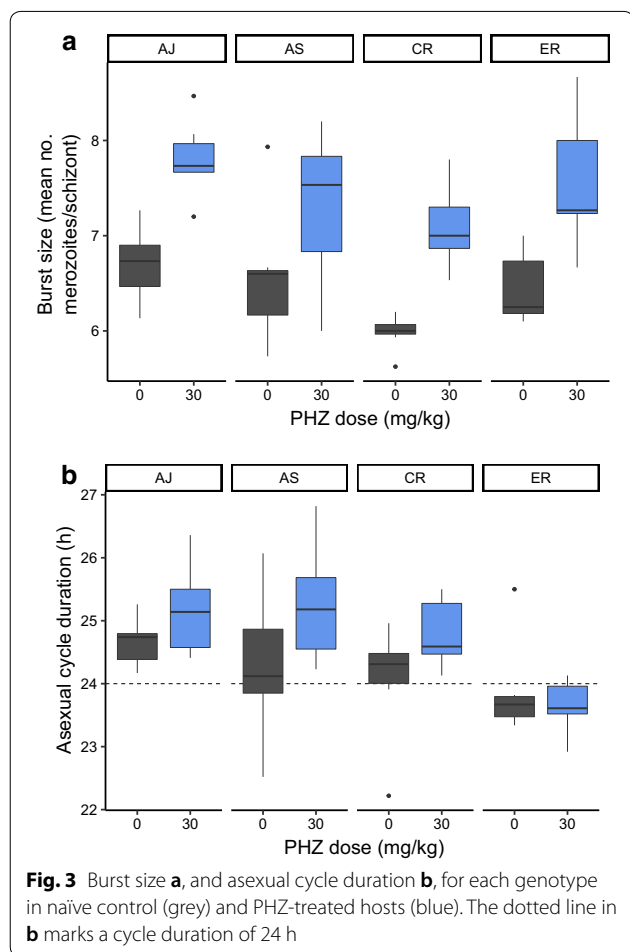 a
AJ AS CR ER
Burst size (mean no.
merozoites/schizont)
8
7
6
0 30 0 30 0 30 0 30
PHZ dose (mg/kg)
b
AJ AS CR ER
Asexual cycle duration (h)
27
26
25
24
23
22
0 30 0 30 0 30 0 30
PHZ dose (mg/kg)
Fig. 3 Burst size a, and asexual cycle duration b, for each genotype
in naïve control (grey) and PHZ-treated hosts (blue). The dotted line in
b marks a cycle duration of 24 h